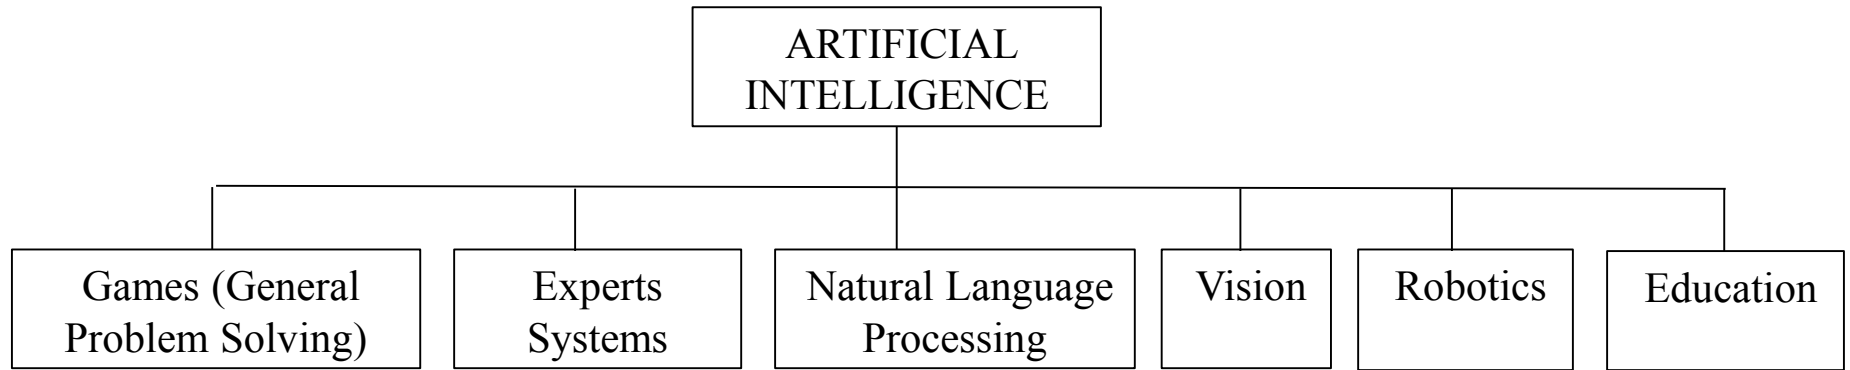 ARTIFICIAL
INTELLIGENCE
Games (General
Problem Solving)
Experts
Systems
Natural Language
Processing
Vision
Robotics
Education